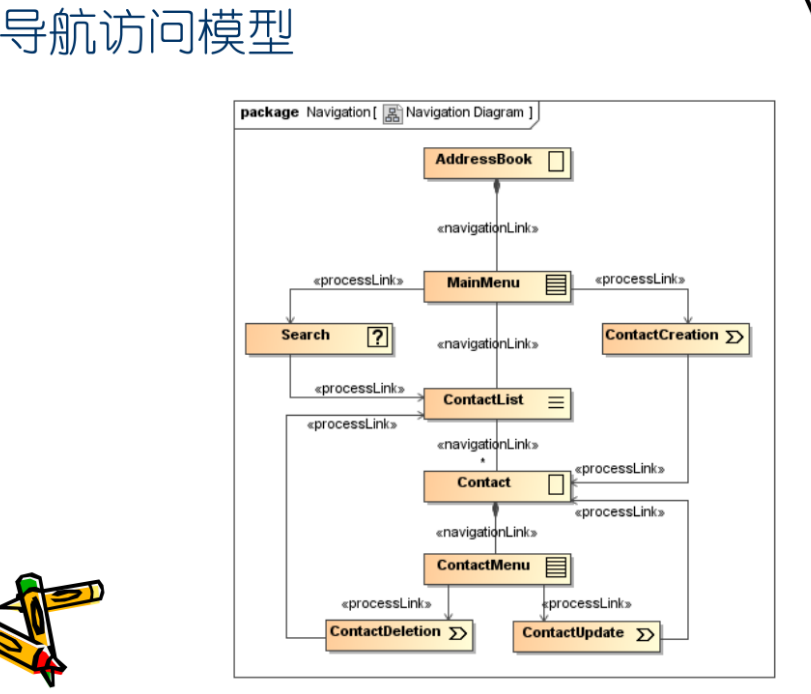 导航访问模型
package Navigation [ Navigation Diagram ]
AddressBook
«navigationLink»
«processLink»
MainMenu
«processLink»
Search
?
«navigationLink»
ContactCreation
«processLink»
ContactList
«processLink»
«navigationLink»
*
«processLink»
Contact
«processLink»
«navigationLink»
ContactMenu
«processLink»
«processLink»
ContactDeletion
ContactUpdate